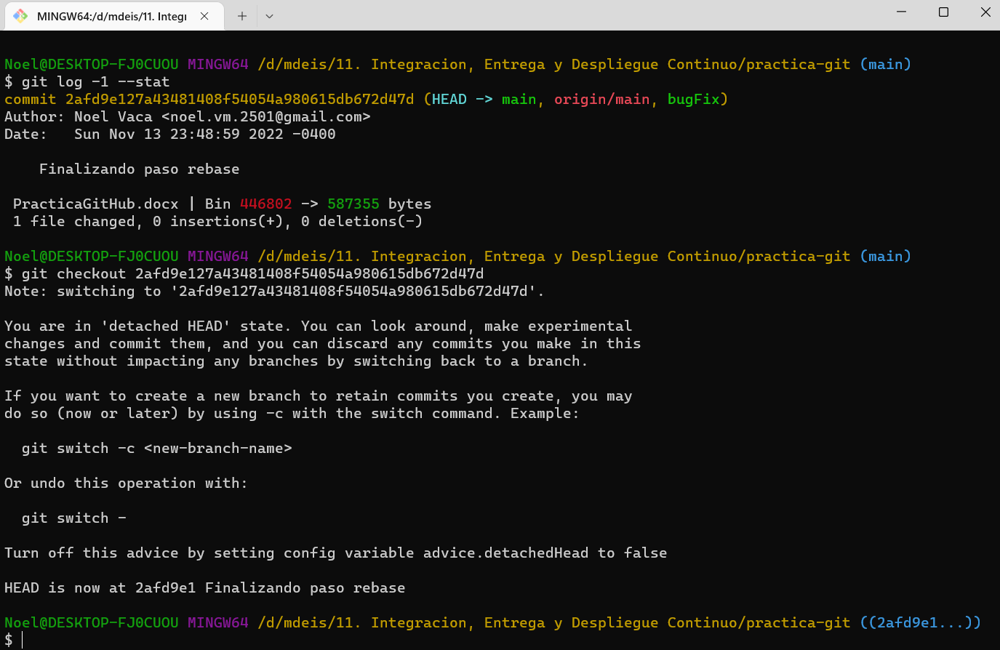 MINGW64:/d/mdeis/11. Integr
Noel@DESKTOP-FJ0CUOU MINGW64 /d/mdeis/11. Integracion, Entrega y Despliegue Continuo/practica-git (main)
$ git log -1 --stat
commit 2afd9e127a43481408f54054a980615db672d47d (HEAD -> main, origin/main, bugFix)
Author: Noel Vaca <noel.vm.2501@gmail.com>
Date:   Sun Nov 13 23:48:59 2022 -0400
    Finalizando paso rebase
 PracticaGitHub.docx | Bin 446802 -> 587355 bytes
 1 file changed, 0 insertions(+), 0 deletions(-)
Noel@DESKTOP-FJ0CUOU MINGW64 /d/mdeis/11. Integracion, Entrega y Despliegue Continuo/practica-git (main)
$ git checkout 2afd9e127a43481408f54054a980615db672d47d
Note: switching to '2afd9e127a43481408f54054a980615db672d47d'.
You are in 'detached HEAD' state. You can look around, make experimental
changes and commit them, and you can discard any commits you make in this
state without impacting any branches by switching back to a branch.
If you want to create a new branch to retain commits you create, you may
do so (now or later) by using -c with the switch command. Example:
  git switch -c <new-branch-name>
Or undo this operation with:
  git switch -
Turn off this advice by setting config variable advice.detachedHead to false
HEAD is now at 2afd9e1 Finalizando paso rebase
Noel@DESKTOP-FJ0CUOU MINGW64 /d/mdeis/11. Integracion, Entrega y Despliegue Continuo/practica-git ((2afd9e1...))
$